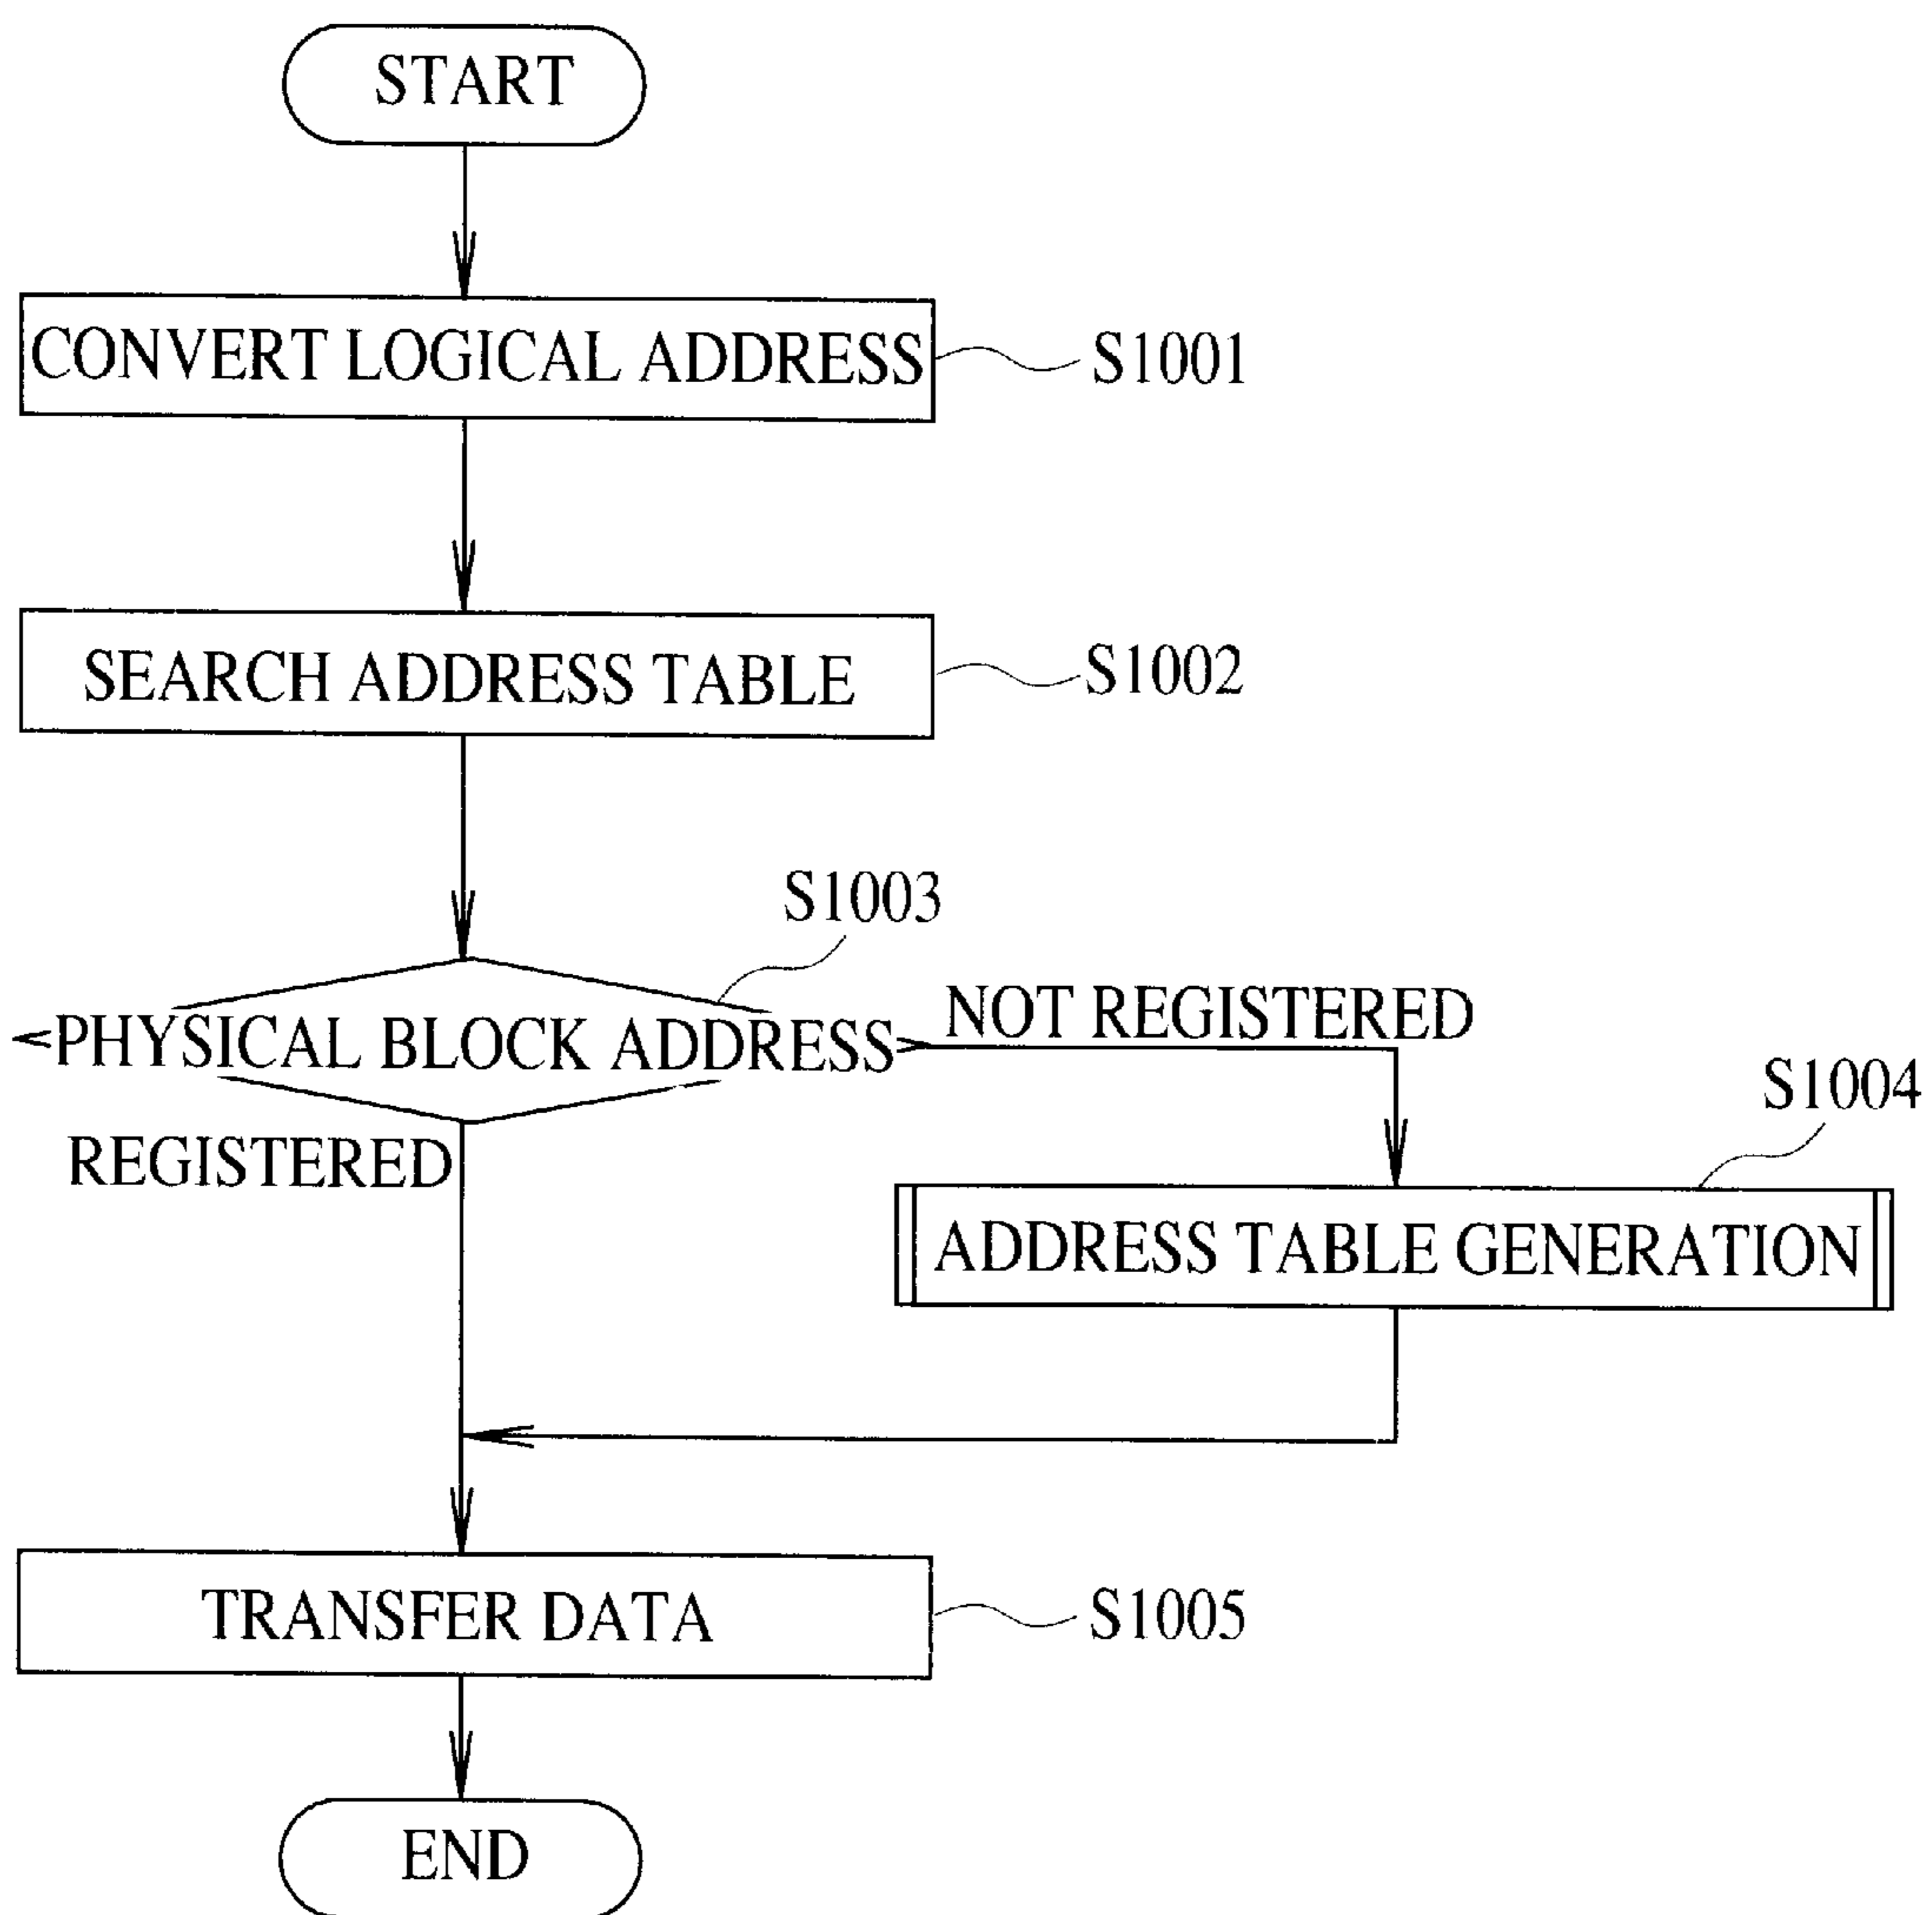 START
CONVERT LOGICAL ADDRESS
S1001
SEARCH ADDRESS TABLE
S1002
S1003
PHYSICAL BLOCK ADDRESS
NOT REGISTERED
S1004
REGISTERED
ADDRESS TABLE GENERATION
TRANSFER DATA
S1005
END